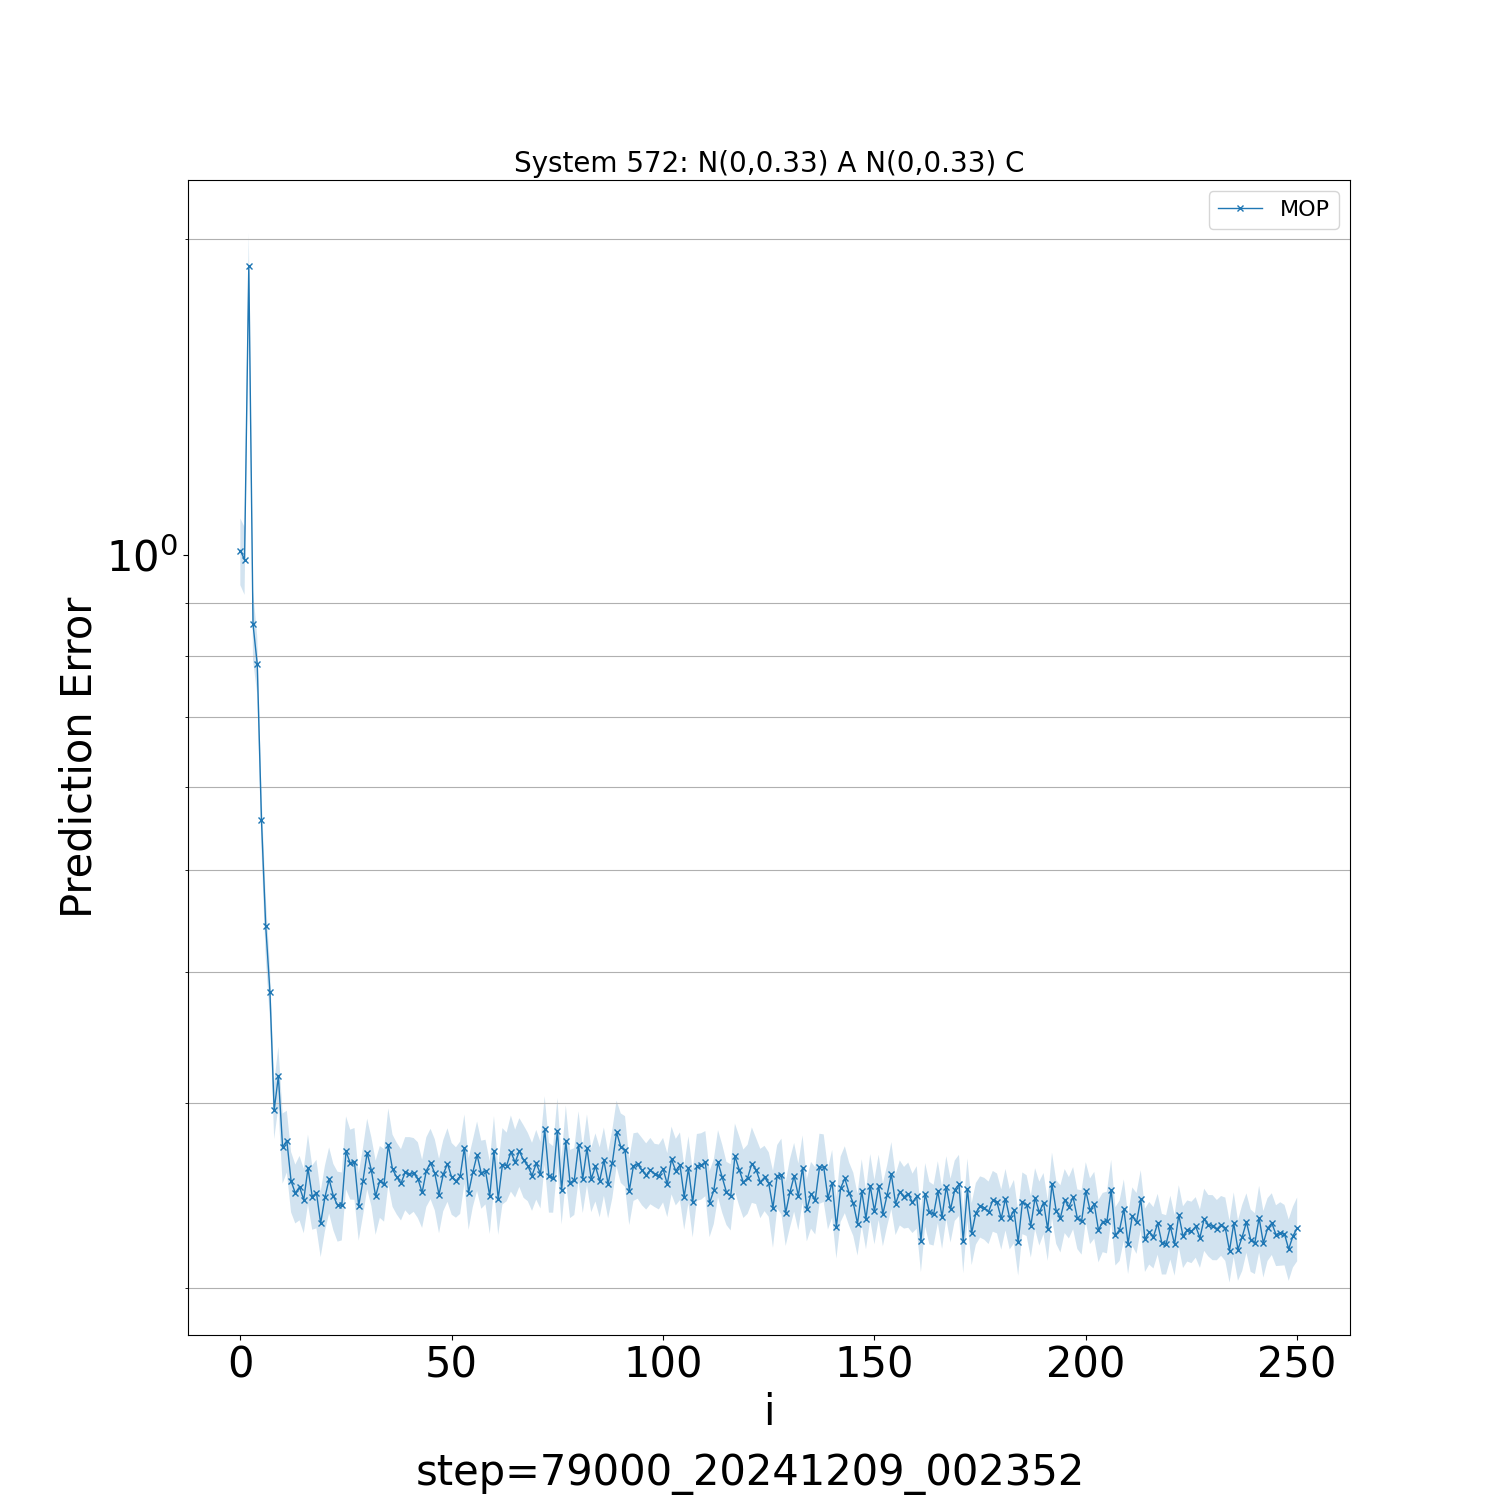 System 572: N(0,0.33) A N(0,0.33) C
MOP
10⁰
Prediction Error
0 50 100 150 200 250
i
step=79000_20241209_002352